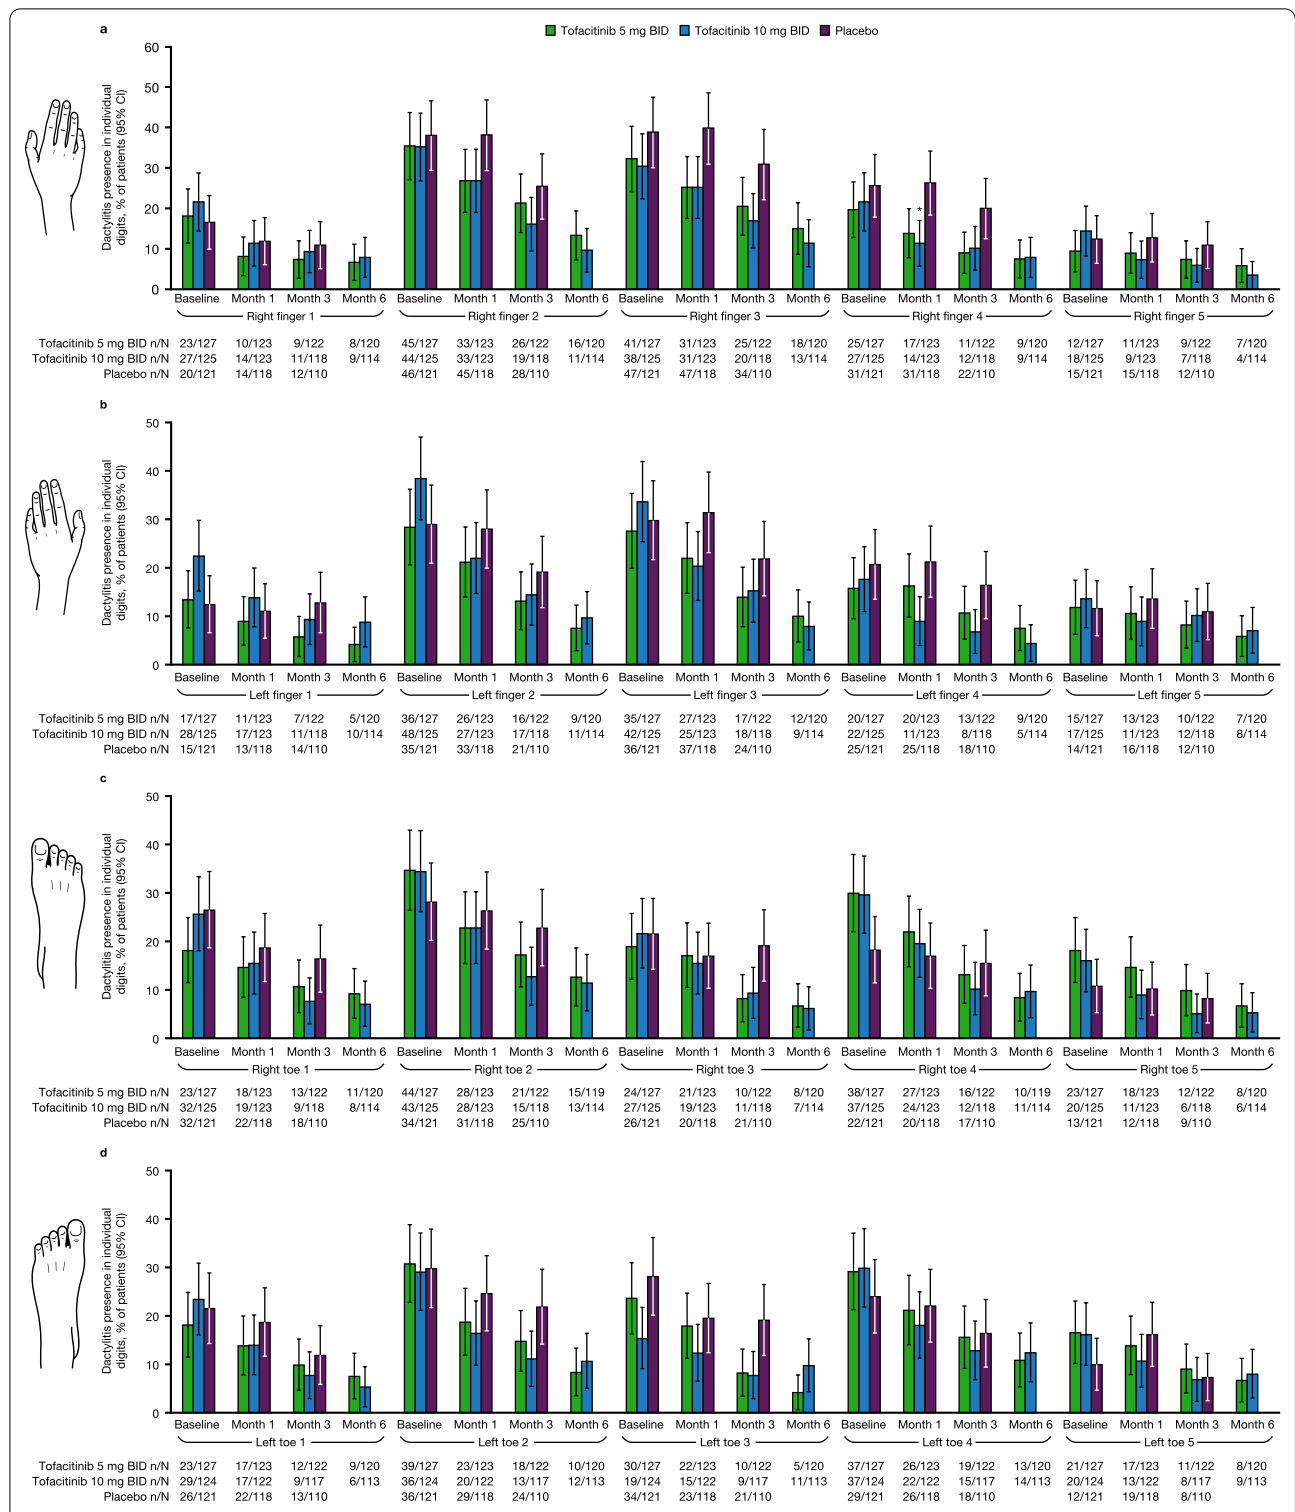 a
Tofacitinib 5 mg BID Tofacitinib 10 mg BID Placebo
Dactylitis presence in individual
digits, % of patients (95% CI)
60
50
40
30
20
10
0
*
Baseline Month 1 Month 3 Month 6 Baseline Month 1 Month 3 Month 6 Baseline Month 1 Month 3 Month 6 Baseline Month 1 Month 3 Month 6 Baseline Month 1 Month 3 Month 6
Right finger 1 Right finger 2 Right finger 3 Right finger 4 Right finger 5
Tofacitinib 5 mg BID n/N 23/127 10/123 9/122 8/120 45/127 33/123 26/122 16/120 41/127 31/123 25/122 18/120 25/127 17/123 11/122 9/120 12/127 11/123 9/122 7/120
Tofacitinib 10 mg BID n/N 27/125 14/123 11/118 9/114 44/125 33/123 19/118 11/114 38/125 31/123 20/118 13/114 27/125 14/123 12/118 9/114 18/125 9/123 7/118 4/114
Placebo n/N 20/121 14/118 12/110 46/121 45/118 28/110 47/121 47/118 34/110 31/121 31/118 22/110 15/121 15/118 12/110
b
Dactylitis presence in individual
digits, % of patients (95% CI)
50
40
30
20
10
0
Baseline Month 1 Month 3 Month 6 Baseline Month 1 Month 3 Month 6 Baseline Month 1 Month 3 Month 6 Baseline Month 1 Month 3 Month 6 Baseline Month 1 Month 3 Month 6
Left finger 1 Left finger 2 Left finger 3 Left finger 4 Left finger 5
Tofacitinib 5 mg BID n/N 17/127 11/123 7/122 5/120 36/127 26/123 16/122 9/120 35/127 27/123 17/122 12/120 20/127 20/123 13/122 9/120 15/127 13/123 10/122 7/120
Tofacitinib 10 mg BID n/N 28/125 17/123 11/118 10/114 48/125 27/123 17/118 11/114 42/125 25/123 18/118 9/114 22/125 11/123 8/118 5/114 17/125 11/123 12/118 8/114
Placebo n/N 15/121 13/118 14/110 35/121 33/118 21/110 36/121 37/118 24/110 25/121 25/118 18/110 14/121 16/118 12/110
c
Dactylitis presence in individual
digits, % of patients (95% CI)
50
40
30
20
10
0
Baseline Month 1 Month 3 Month 6 Baseline Month 1 Month 3 Month 6 Baseline Month 1 Month 3 Month 6 Baseline Month 1 Month 3 Month 6 Baseline Month 1 Month 3 Month 6
Right toe 1 Right toe 2 Right toe 3 Right toe 4 Right toe 5
Tofacitinib 5 mg BID n/N 23/127 18/123 13/122 11/120 44/127 28/123 21/122 15/119 24/127 21/123 10/122 8/120 38/127 27/123 16/122 10/119 23/127 18/123 12/122 8/120
Tofacitinib 10 mg BID n/N 32/125 19/123 9/118 8/114 43/125 28/123 15/118 13/114 27/125 19/123 11/118 7/114 37/125 24/123 12/118 11/114 20/125 11/123 6/118 6/114
Placebo n/N 32/121 22/118 18/110 34/121 31/118 25/110 26/121 20/118 21/110 22/121 20/118 17/110 13/121 12/118 9/110
d
Dactylitis presence in individual
digits, % of patients (95% CI)
50
40
30
20
10
0
Baseline Month 1 Month 3 Month 6 Baseline Month 1 Month 3 Month 6 Baseline Month 1 Month 3 Month 6 Baseline Month 1 Month 3 Month 6 Baseline Month 1 Month 3 Month 6
Left toe 1 Left toe 2 Left toe 3 Left toe 4 Left toe 5
Tofacitinib 5 mg BID n/N 23/127 17/123 12/122 9/120 39/127 23/123 18/122 10/120 30/127 22/123 10/122 5/120 37/127 26/123 19/122 13/120 21/127 17/123 11/122 8/120
Tofacitinib 10 mg BID n/N 29/124 17/122 9/117 6/113 36/124 20/122 13/117 12/113 19/124 15/122 9/117 11/113 37/124 22/122 15/117 14/113 20/124 13/122 8/117 9/113
Placebo n/N 26/121 22/118 13/110 36/121 29/118 24/110 34/121 23/118 21/110 29/121 26/118 18/110 12/121 19/118 8/110